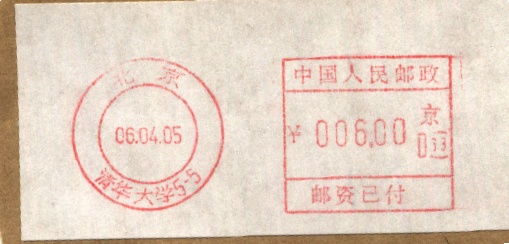 北京
06.04.05
清华大学5-5
中国人民邮政
京
¥ 006.00
邮资已付